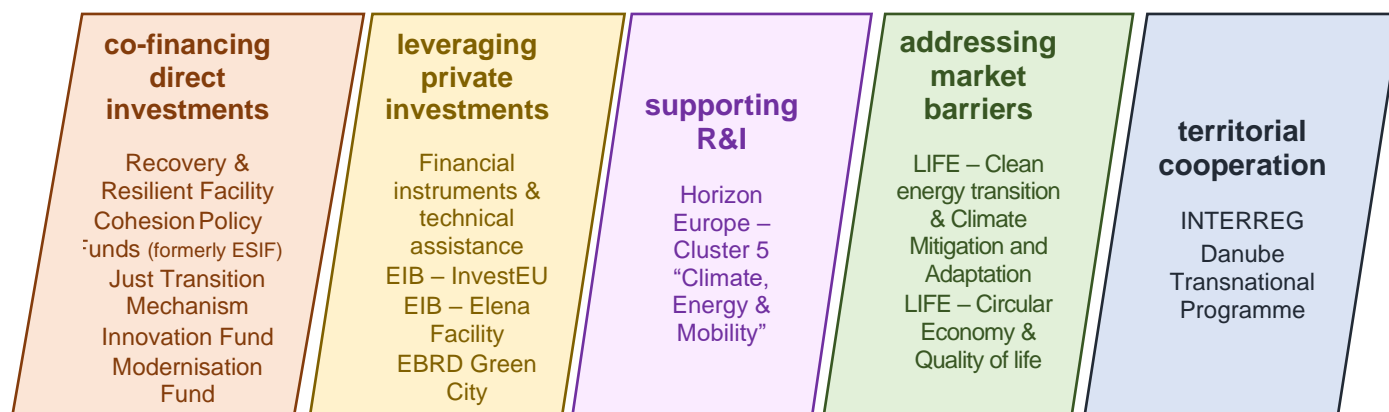 co-financing
direct
investments
Recovery &
Resilient Facility
Cohesion Policy
Funds (formerly ESIF)
Just Transition
Mechanism
Innovation Fund
Modernisation
Fund
leveraging
private
investments
Financial
instruments &
technical
assistance
EIB – InvestEU
EIB – Elena
Facility
EBRD Green
City
supporting
R&I
Horizon
Europe –
Cluster 5
“Climate,
Energy &
Mobility”
addressing
market
barriers
LIFE – Clean
energy transition
& Climate
Mitigation and
Adaptation
LIFE – Circular
Economy &
Quality of life
territorial
cooperation
INTERREG
Danube
Transnational
Programme